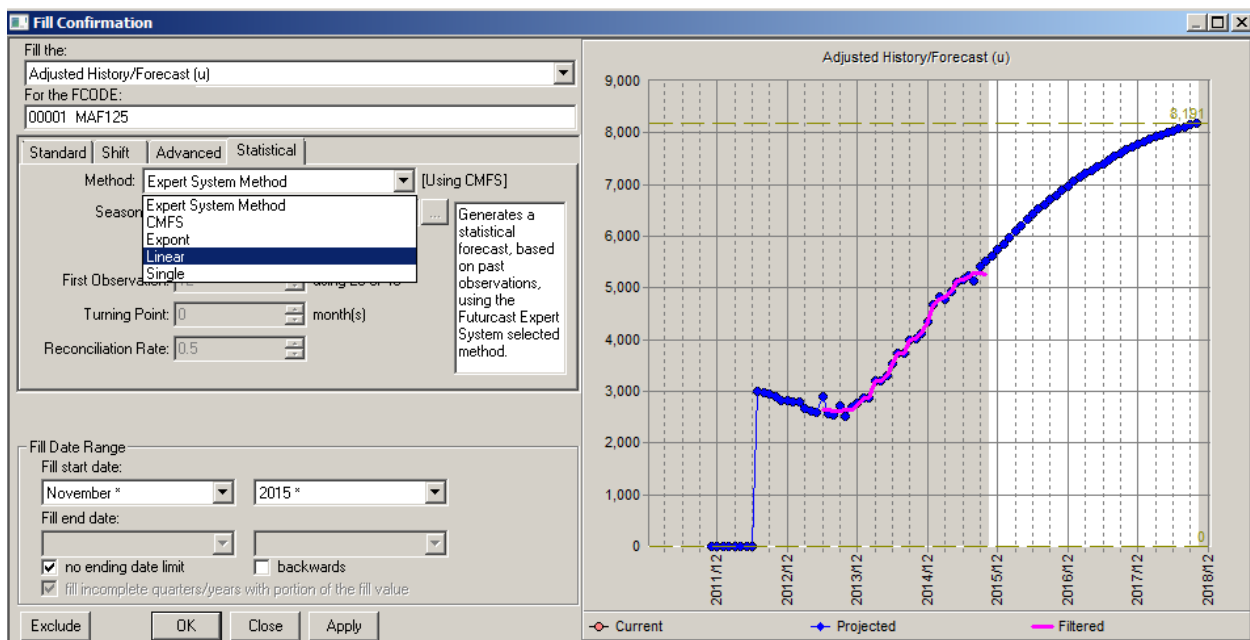 Fill Confirmation
Fill the:
Adjusted History/Forecast (u)
For the FCODE:
00001 MAF125
Standard Shift Advanced Statistical
Method: Expert System Method [Using CMFS]
Expert System Method
CMFS
Expont
Linear
Single
Season
...
Generates a
statistical
forecast, based
on past
observations,
using the
Futurcast Expert
System selected
method.
First Observation:
Turning Point: 0 month(s)
Reconciliation Rate: 0.5
Fill Date Range
Fill start date:
November * 2015 *
Fill end date:
no ending date limit backwards
fill incomplete quarters/years with portion of the fill value
Exclude OK Close Apply
Adjusted History/Forecast (u)
9,000
8,000
7,000
6,000
5,000
4,000
3,000
2,000
1,000
0
8,191
0
2011/12 2012/12 2013/12 2014/12 2015/12 2016/12 2017/12 2018/12
Current Projected Filtered